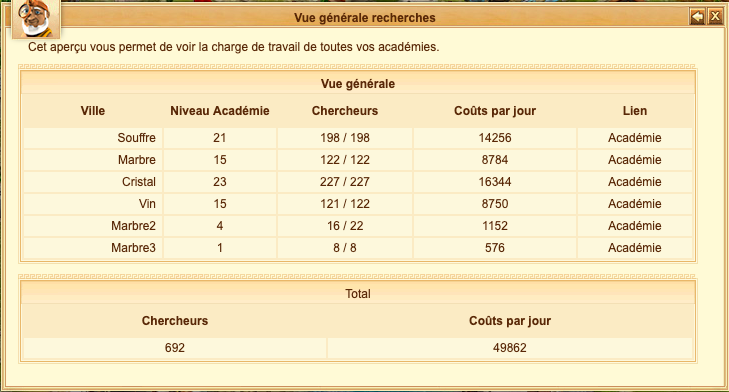 Vue générale recherches
Cet aperçu vous permet de voir la charge de travail de toutes vos académies.
Vue générale
Ville Niveau Académie Chercheurs Coûts par jour Lien
Souffre 21 198 / 198 14256 Académie
Marbre 15 122 / 122 8784 Académie
Cristal 23 227 / 227 16344 Académie
Vin 15 121 / 122 8750 Académie
Marbre2 4 16 / 22 1152 Académie
Marbre3 1 8 / 8 576 Académie
Total
Chercheurs Coûts par jour
692 49862